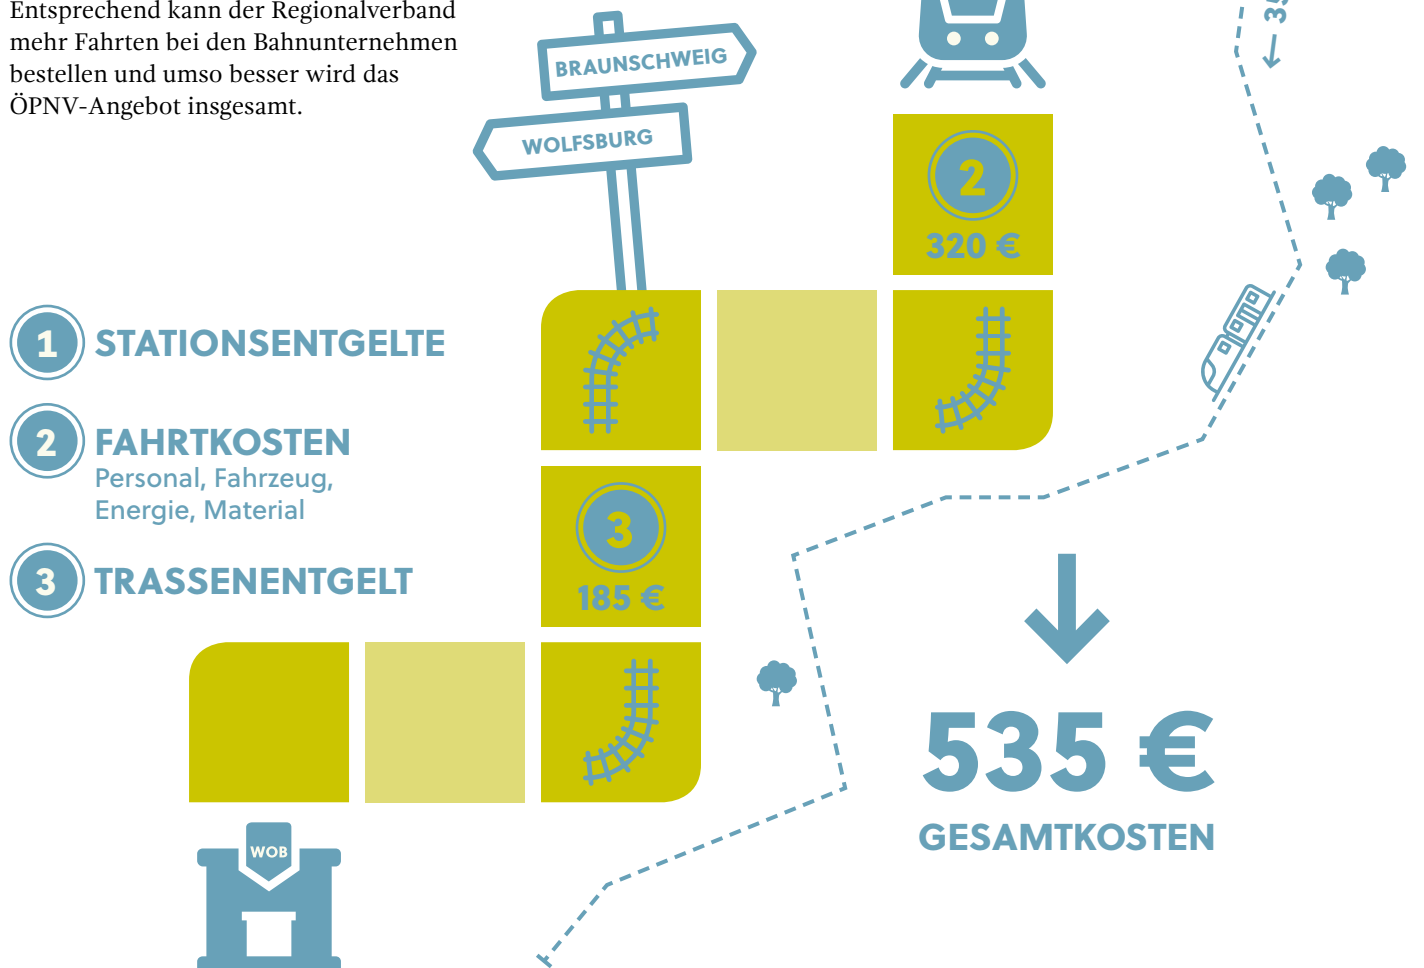 Entsprechend kann der Regionalverband
mehr Fahrten bei den Bahnunternehmen
bestellen und umso besser wird das
ÖPNV-Angebot insgesamt.
BRAUNSCHWEIG
WOLFSBURG
2
320 €
1 STATIONSENTGELTE
2 FAHRTKOSTEN
Personal, Fahrzeug,
Energie, Material
3 TRASSENENTGELT
3
185 €
535 €
GESAMTKOSTEN
WOB